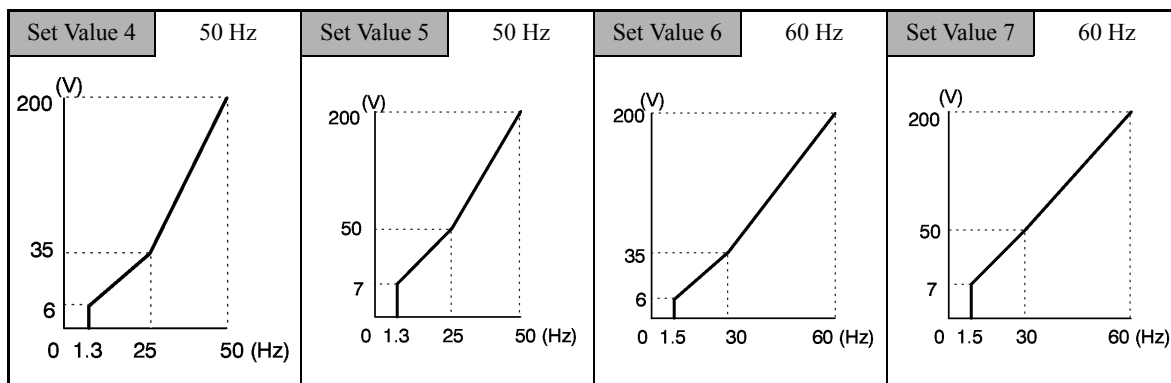 Set Value 4 50 Hz
(V)
200
35
6
0 1.3 25 50 (Hz)
Set Value 5 50 Hz
(V)
200
50
7
0 1.3 25 50 (Hz)
Set Value 6 60 Hz
(V)
200
35
6
0 1.5 30 60 (Hz)
Set Value 7 60 Hz
(V)
200
50
7
0 1.5 30 60 (Hz)